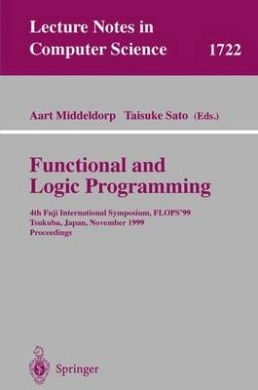 Lecture Notes in
Computer Science 1722
Aart Middeldorp Taisuke Sato (Eds.)
Functional and
Logic Programming
4th Fuji International Symposium, FLOPS'99
Tsukuba, Japan, November 1999
Proceedings
Springer